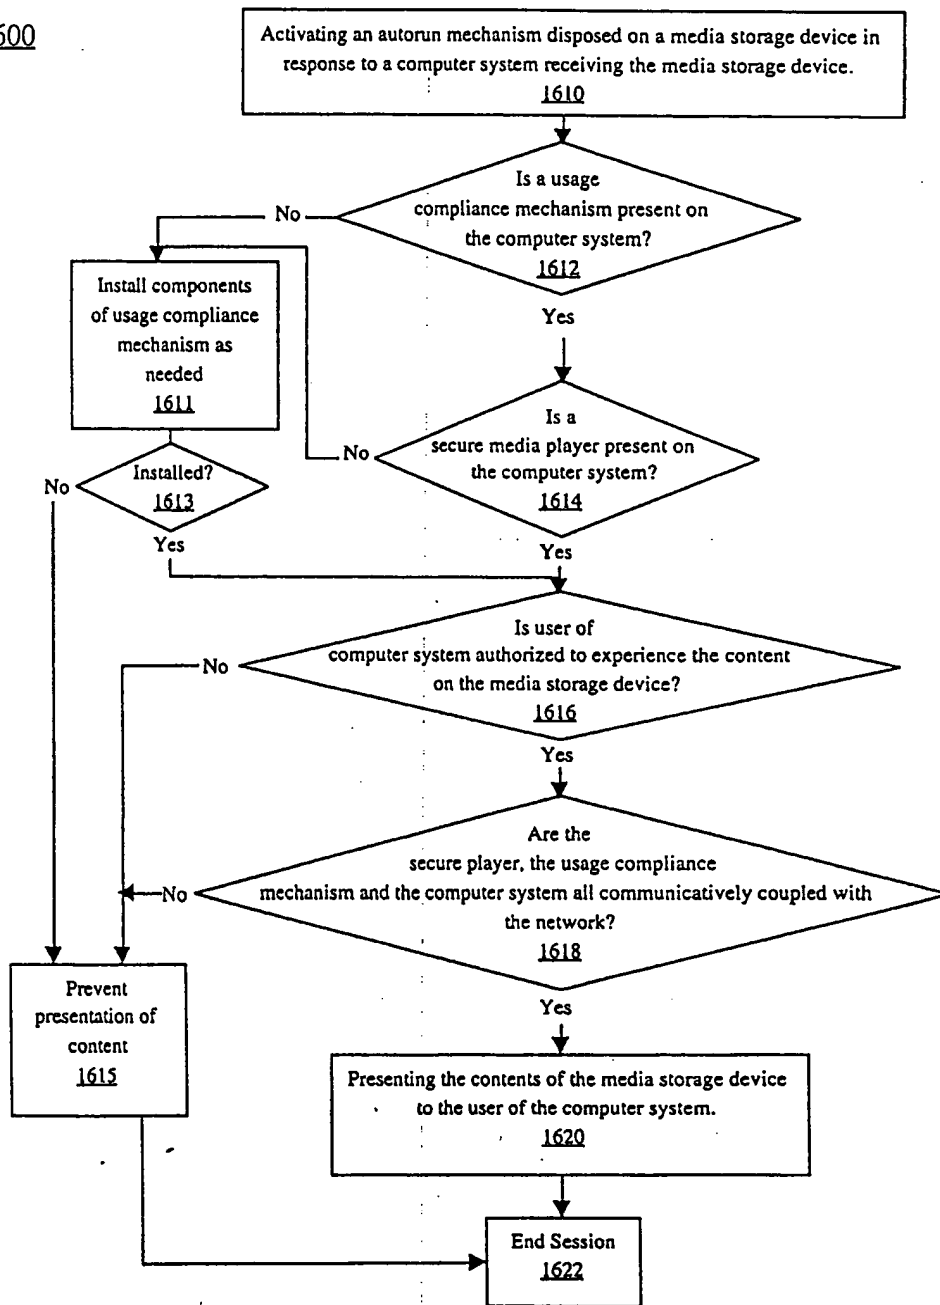 600
Activating an autorun mechanism disposed on a media storage device in
response to a computer system receiving the media storage device.
1610
Is a usage
compliance mechanism present on
the computer system?
1612
No
Yes
Install components
of usage compliance
mechanism as
needed
1611
Is a
secure media player present on
the computer system?
1614
No
Yes
Installed?
1613
No
Yes
Is user of
computer system authorized to experience the content
on the media storage device?
1616
No
Yes
Are the
secure player, the usage compliance
mechanism and the computer system all communicatively coupled with
the network?
1618
No
Yes
Prevent
presentation of
content
1615
Presenting the contents of the media storage device
to the user of the computer system.
1620
End Session
1622